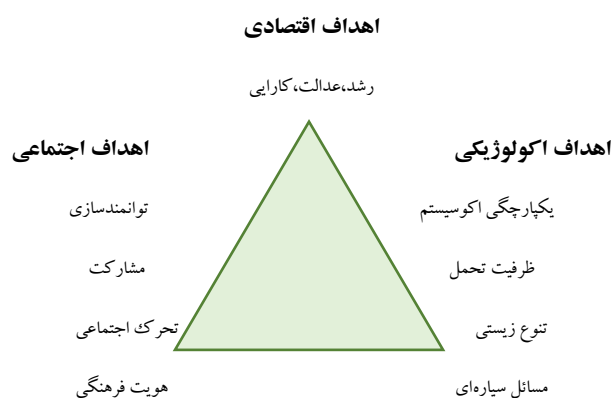 اهداف اقتصادی
رشد،عدالت،کارایی
اهداف اکولوژیکی
یکپارچگی اکوسیستم
ظرفیت تحمل
تنوع زیستی
مسائل سیاره‌ای
اهداف اجتماعی
توانمندسازی
مشارکت
تحرک اجتماعی
هویت فرهنگی